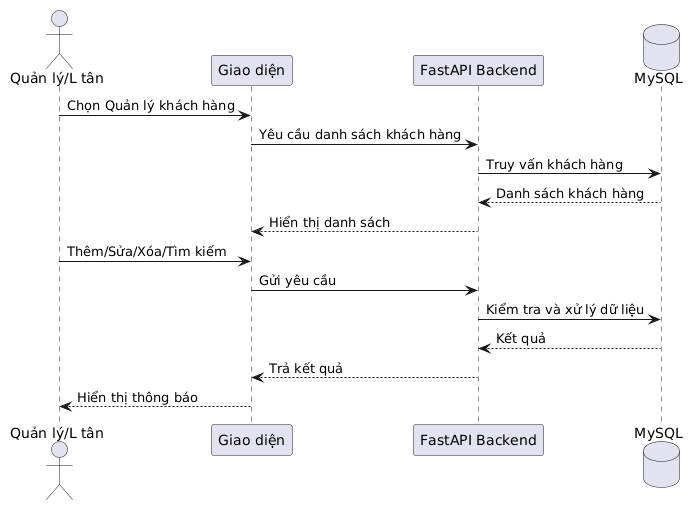 Quản lý/L tân
Giao diện
FastAPI Backend
MySQL
Chọn Quản lý khách hàng
Yêu cầu danh sách khách hàng
Truy vấn khách hàng
Danh sách khách hàng
Hiển thị danh sách
Thêm/Sửa/Xóa/Tìm kiếm
Gửi yêu cầu
Kiểm tra và xử lý dữ liệu
Kết quả
Trả kết quả
Hiển thị thông báo
Quản lý/L tân
Giao diện
FastAPI Backend
MySQL